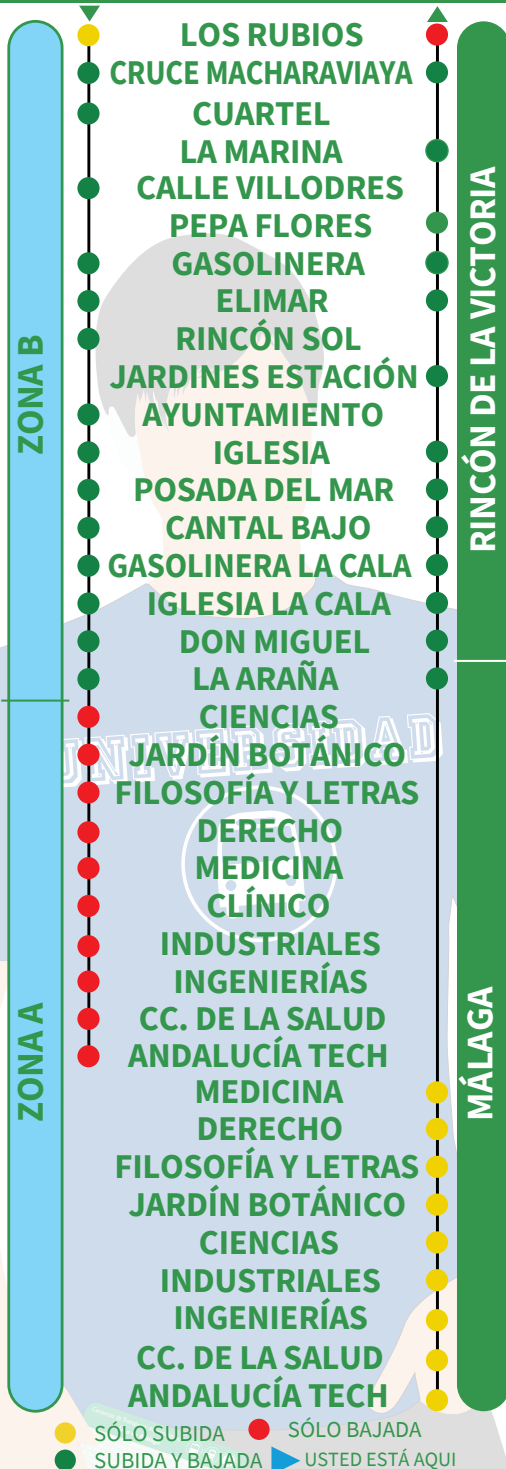 LOS RUBIOS
CRUCE MACHARAVIAYA
CUARTEL
LA MARINA
CALLE VILLODRES
PEPA FLORES
GASOLINERA
ELIMAR
RINCÓN SOL
JARDINES ESTACIÓN
AYUNTAMIENTO
IGLESIA
POSADA DEL MAR
CANTAL BAJO
GASOLINERA LA CALA
IGLESIA LA CALA
DON MIGUEL
LA ARAÑA
CIENCIAS
JARDÍN BOTÁNICO
FILOSOFÍA Y LETRAS
DERECHO
MEDICINA
CLÍNICO
INDUSTRIALES
INGENIERÍAS
CC. DE LA SALUD
ANDALUCÍA TECH
MEDICINA
DERECHO
FILOSOFÍA Y LETRAS
JARDÍN BOTÁNICO
CIENCIAS
INDUSTRIALES
INGENIERÍAS
CC. DE LA SALUD
ANDALUCÍA TECH
ZONA B
ZONA A
RINCÓN DE LA VICTORIA
MÁLAGA
UNIVERSIDAD
SÓLO SUBIDA
SÓLO BAJADA
SUBIDA Y BAJADA
USTED ESTÁ AQUI